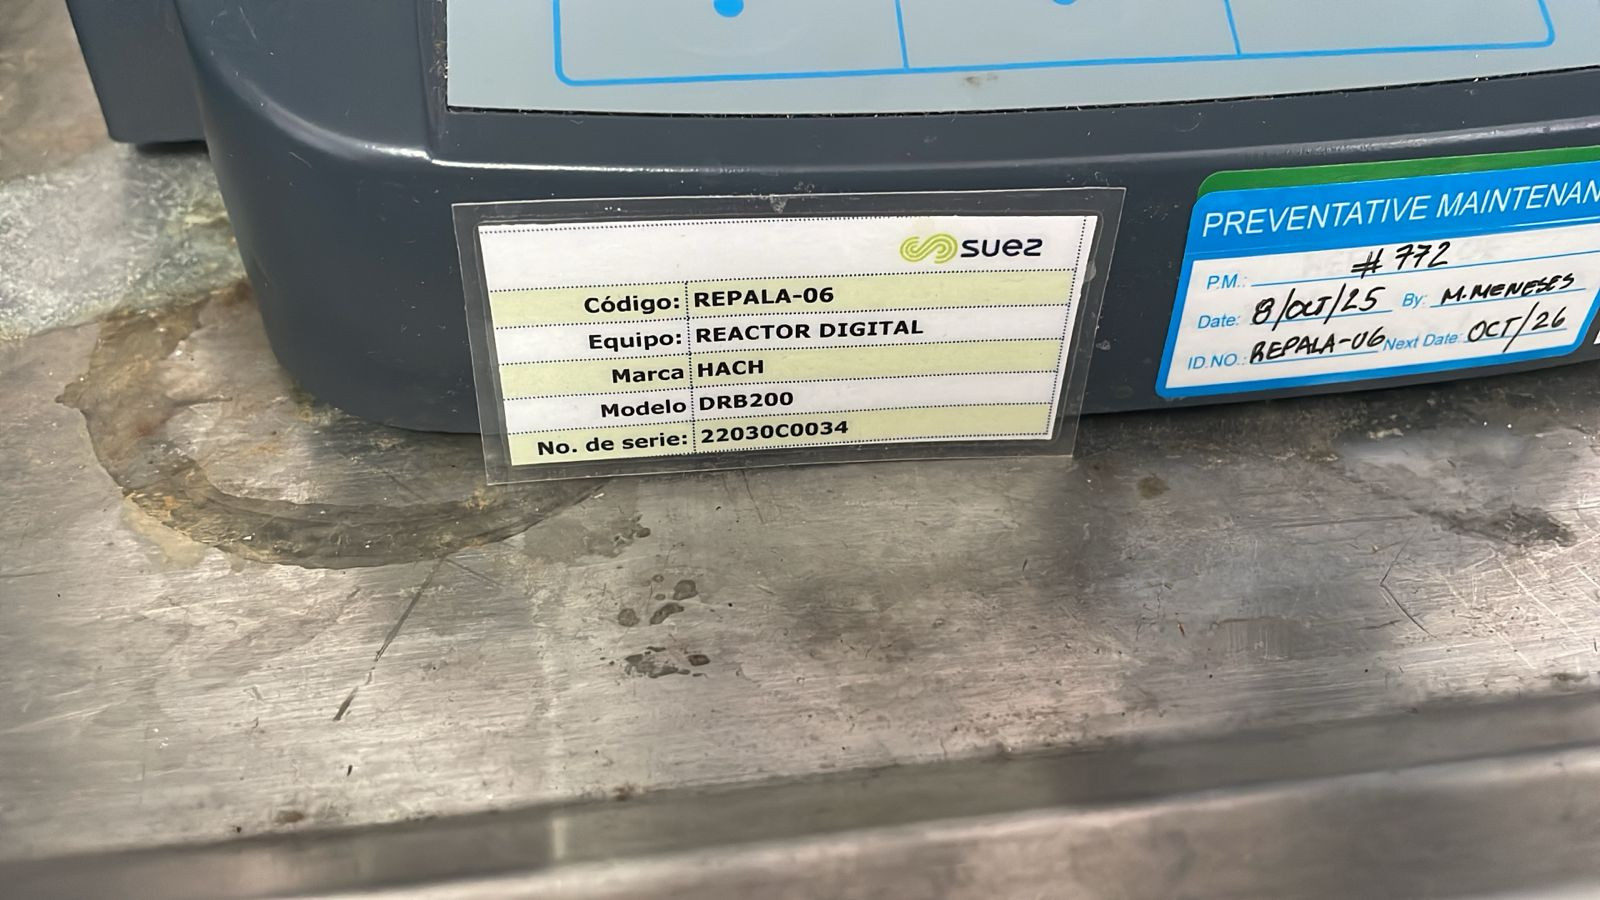 suez
Código: REPALA-06
Equipo: REACTOR DIGITAL
Marca HACH
Modelo DRB200
No. de serie: 22030C0034
PREVENTATIVE MAINTENAN
P.M.: # 772
Date: 8/OCT/25 By: M.MENESES
ID.NO.: REPALA-06 Next Date: OCT/26